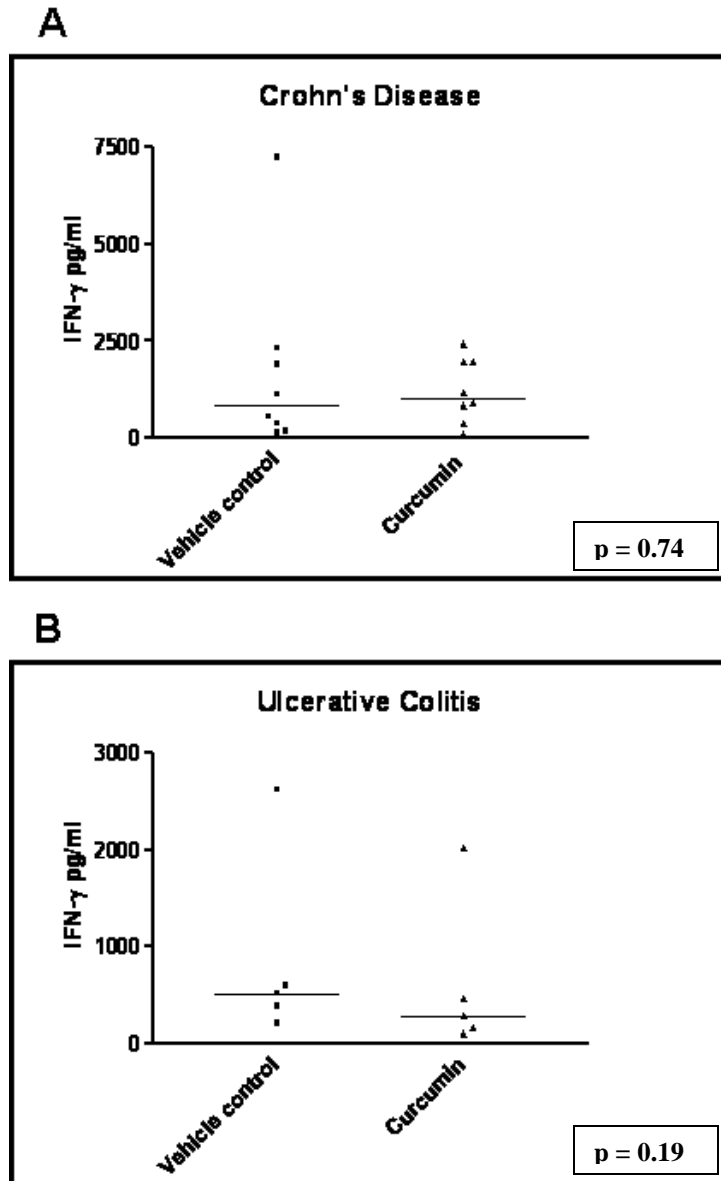 A
Crohn's Disease
IFN-γ pg/ml
7500
5000
2500
0
Vehicle control
Curcumin
p = 0.74
B
Ulcerative Colitis
IFN-γ pg/ml
3000
2000
1000
0
Vehicle control
Curcumin
p = 0.19